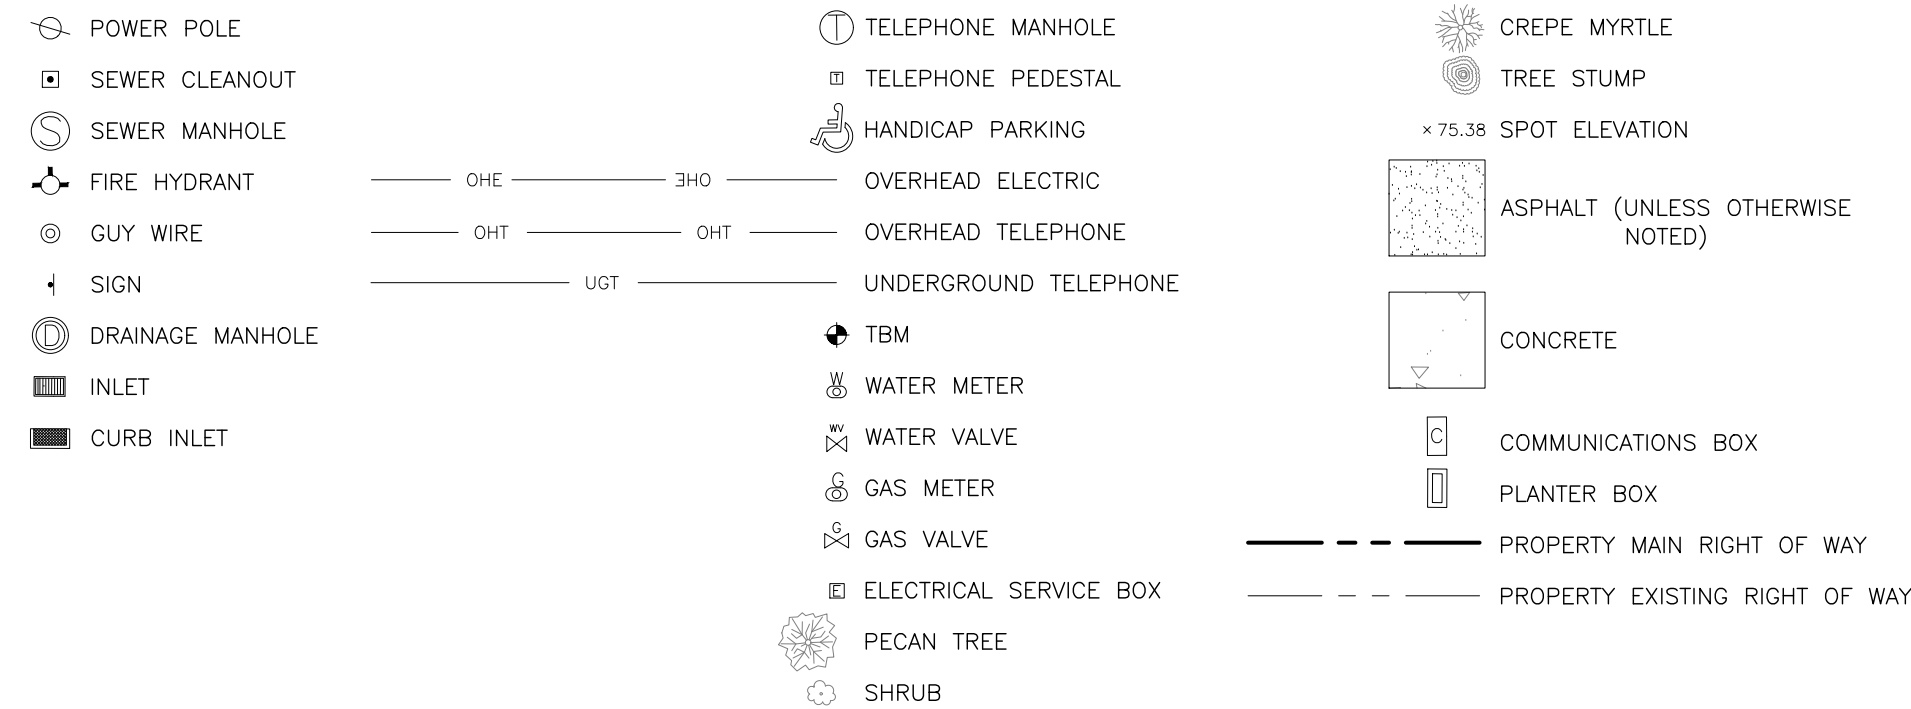 POWER POLE
SEWER CLEANOUT
S SEWER MANHOLE
FIRE HYDRANT
GUY WIRE
SIGN
D DRAINAGE MANHOLE
INLET
CURB INLET
T TELEPHONE MANHOLE
T TELEPHONE PEDESTAL
HANDICAP PARKING
OHE OHE OVERHEAD ELECTRIC
OHT OHT OVERHEAD TELEPHONE
UGT UNDERGROUND TELEPHONE
TBM
W WATER METER
WV WATER VALVE
G GAS METER
G GAS VALVE
E ELECTRICAL SERVICE BOX
PECAN TREE
SHRUB
CREPE MYRTLE
TREE STUMP
× 75.38 SPOT ELEVATION
ASPHALT (UNLESS OTHERWISE
NOTED)
CONCRETE
C COMMUNICATIONS BOX
PLANTER BOX
PROPERTY MAIN RIGHT OF WAY
PROPERTY EXISTING RIGHT OF WAY